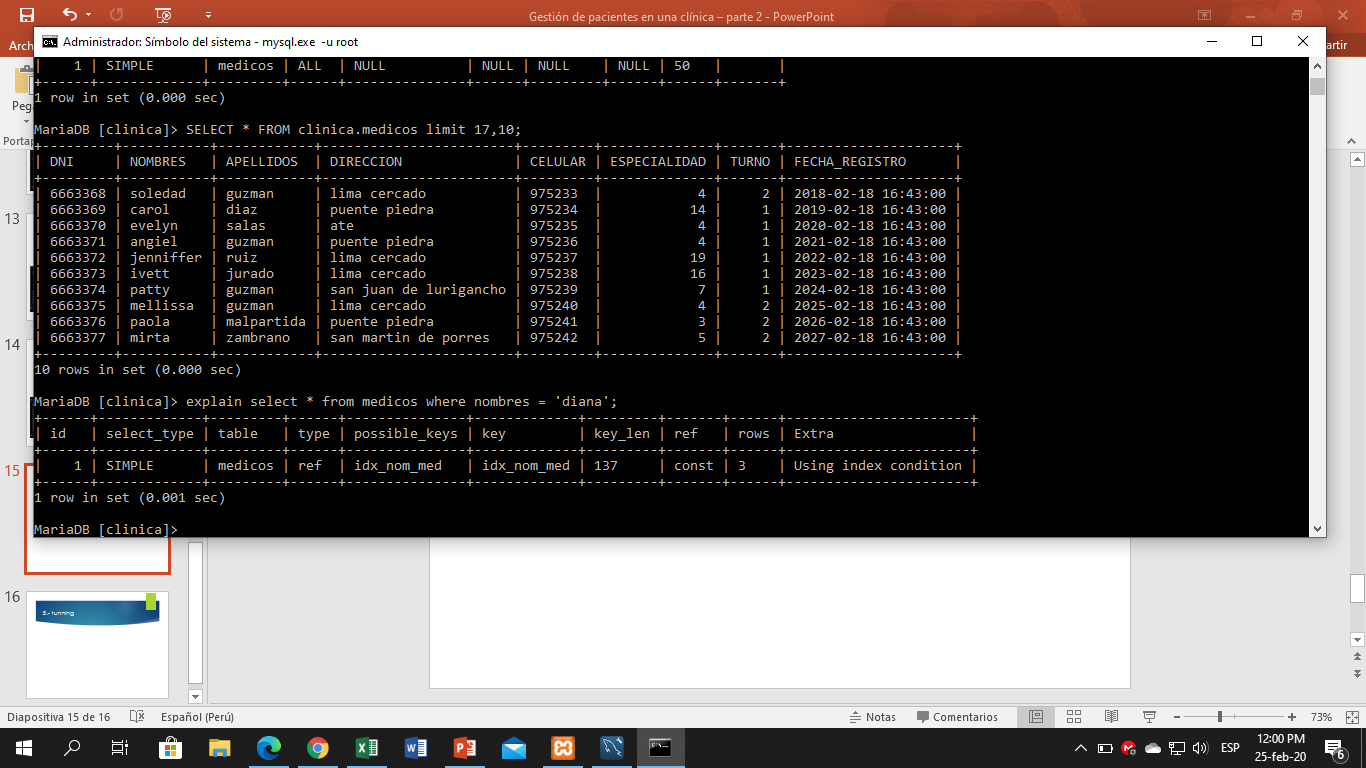 Gestión de pacientes en una clínica – parte 2 - PowerPoint
Administrador: Símbolo del sistema - mysql.exe -u root
| 1 | SIMPLE | medicos | ALL | NULL | NULL | NULL | NULL | 50 | |
1 row in set (0.000 sec)
MariaDB [clinica]> SELECT * FROM clinica.medicos limit 17,10;
| DNI | NOMBRES | APELLIDOS | DIRECCION | CELULAR | ESPECIALIDAD | TURNO | FECHA_REGISTRO |
| 6663368 | soledad | guzman | lima cercado | 975233 | 4 | 2 | 2018-02-18 16:43:00 |
| 6663369 | carol | diaz | puente piedra | 975234 | 14 | 1 | 2019-02-18 16:43:00 |
| 6663370 | evelyn | salas | ate | 975235 | 4 | 1 | 2020-02-18 16:43:00 |
| 6663371 | angiel | guzman | puente piedra | 975236 | 4 | 1 | 2021-02-18 16:43:00 |
| 6663372 | jenniffer | ruiz | lima cercado | 975237 | 19 | 1 | 2022-02-18 16:43:00 |
| 6663373 | ivett | jurado | lima cercado | 975238 | 16 | 1 | 2023-02-18 16:43:00 |
| 6663374 | patty | guzman | san juan de lurigancho | 975239 | 7 | 1 | 2024-02-18 16:43:00 |
| 6663375 | mellissa | guzman | lima cercado | 975240 | 4 | 2 | 2025-02-18 16:43:00 |
| 6663376 | paola | malpartida | puente piedra | 975241 | 3 | 2 | 2026-02-18 16:43:00 |
| 6663377 | mirta | zambrano | san martin de porres | 975242 | 5 | 2 | 2027-02-18 16:43:00 |
10 rows in set (0.000 sec)
MariaDB [clinica]> explain select * from medicos where nombres = 'diana';
| id | select_type | table | type | possible_keys | key | key_len | ref | rows | Extra |
| 1 | SIMPLE | medicos | ref | idx_nom_med | idx_nom_med | 137 | const | 3 | Using index condition |
1 row in set (0.001 sec)
MariaDB [clinica]>
Arch
artir
Pega
Portap
13
14
15
16
5.- tunning
Diapositiva 15 de 16
Español (Perú)
Notas
Comentarios
73%
ESP
12:00 PM
25-feb-20
6